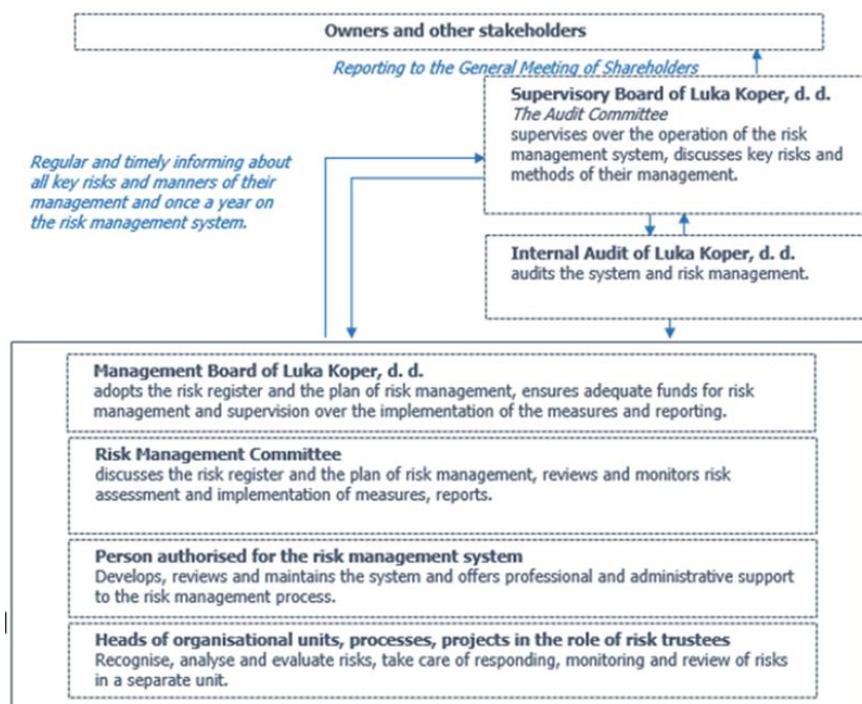 Owners and other stakeholders
Reporting to the General Meeting of Shareholders
Supervisory Board of Luka Koper, d. d.
The Audit Committee
supervises over the operation of the risk
management system, discusses key risks and
methods of their management.
Regular and timely informing about
all key risks and manners of their
management and once a year on
the risk management system.
Internal Audit of Luka Koper, d. d.
audits the system and risk management.
Management Board of Luka Koper, d. d.
adopts the risk register and the plan of risk management, ensures adequate funds for risk
management and supervision over the implementation of the measures and reporting.
Risk Management Committee
discusses the risk register and the plan of risk management, reviews and monitors risk
assessment and implementation of measures, reports.
Person authorised for the risk management system
Develops, reviews and maintains the system and offers professional and administrative support
to the risk management process.
Heads of organisational units, processes, projects in the role of risk trustees
Recognise, analyse and evaluate risks, take care of responding, monitoring and review of risks
in a separate unit.